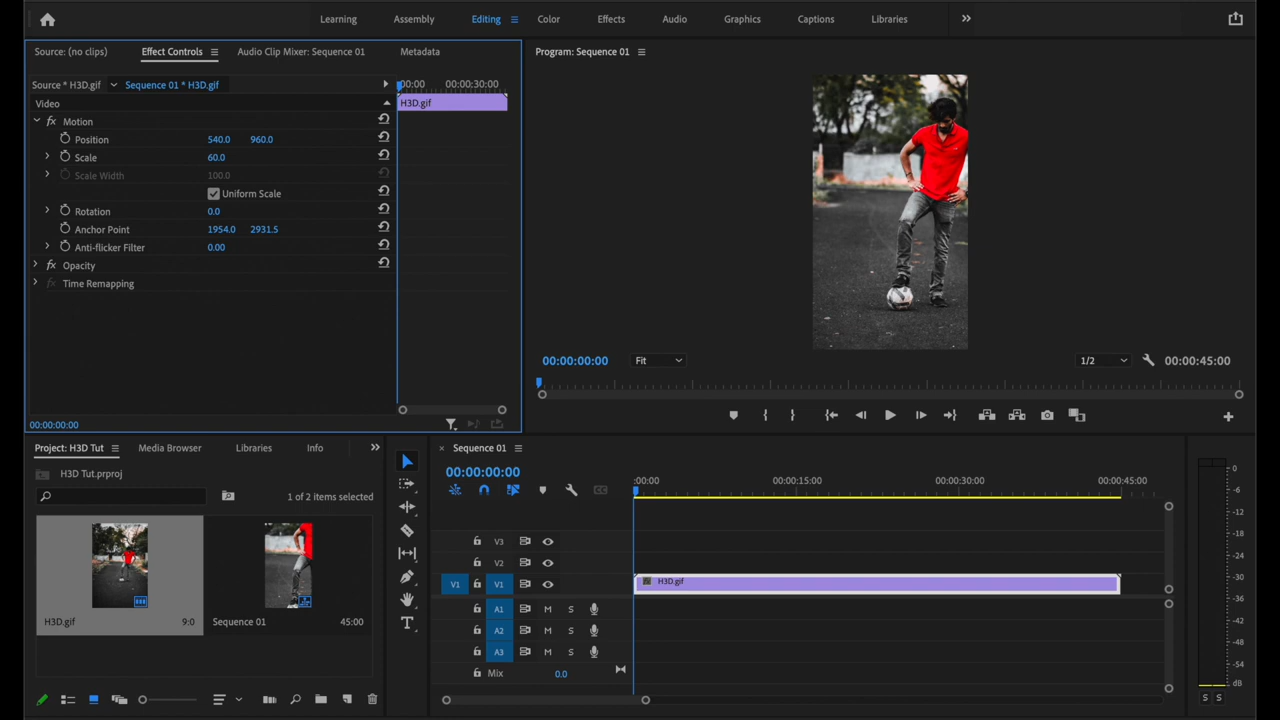 Learning Assembly Editing Color Effects Audio Graphics Captions Libraries
Source: (no clips) Effect Controls Audio Clip Mixer: Sequence 01 Metadata
Source * H3D.gif Sequence 01 * H3D.gif
:00:00 00:00:30:00
Video
H3D.gif
fx Motion
Position 540.0 960.0
Scale 60.0
Scale Width 100.0
Uniform Scale
Rotation 0.0
Anchor Point 1954.0 2931.5
Anti-flicker Filter 0.00
fx Opacity
fx Time Remapping
00:00:00:00
Program: Sequence 01
00:00:00:00 Fit 1/2 00:00:45:00
Project: H3D Tut Media Browser Libraries Info
H3D Tut.prproj
1 of 2 items selected
H3D.gif 9:0
Sequence 01 45:00
Sequence 01
00:00:00:00
:00:00 00:00:15:00 00:00:30:00 00:00:45:00
V3
V2
V1 V1 H3D.gif
A1 M S
A2 M S
A3 M S
Mix 0.0
T
0
-6
-12
-18
-24
-30
-36
-42
-48
-54
dB
S S